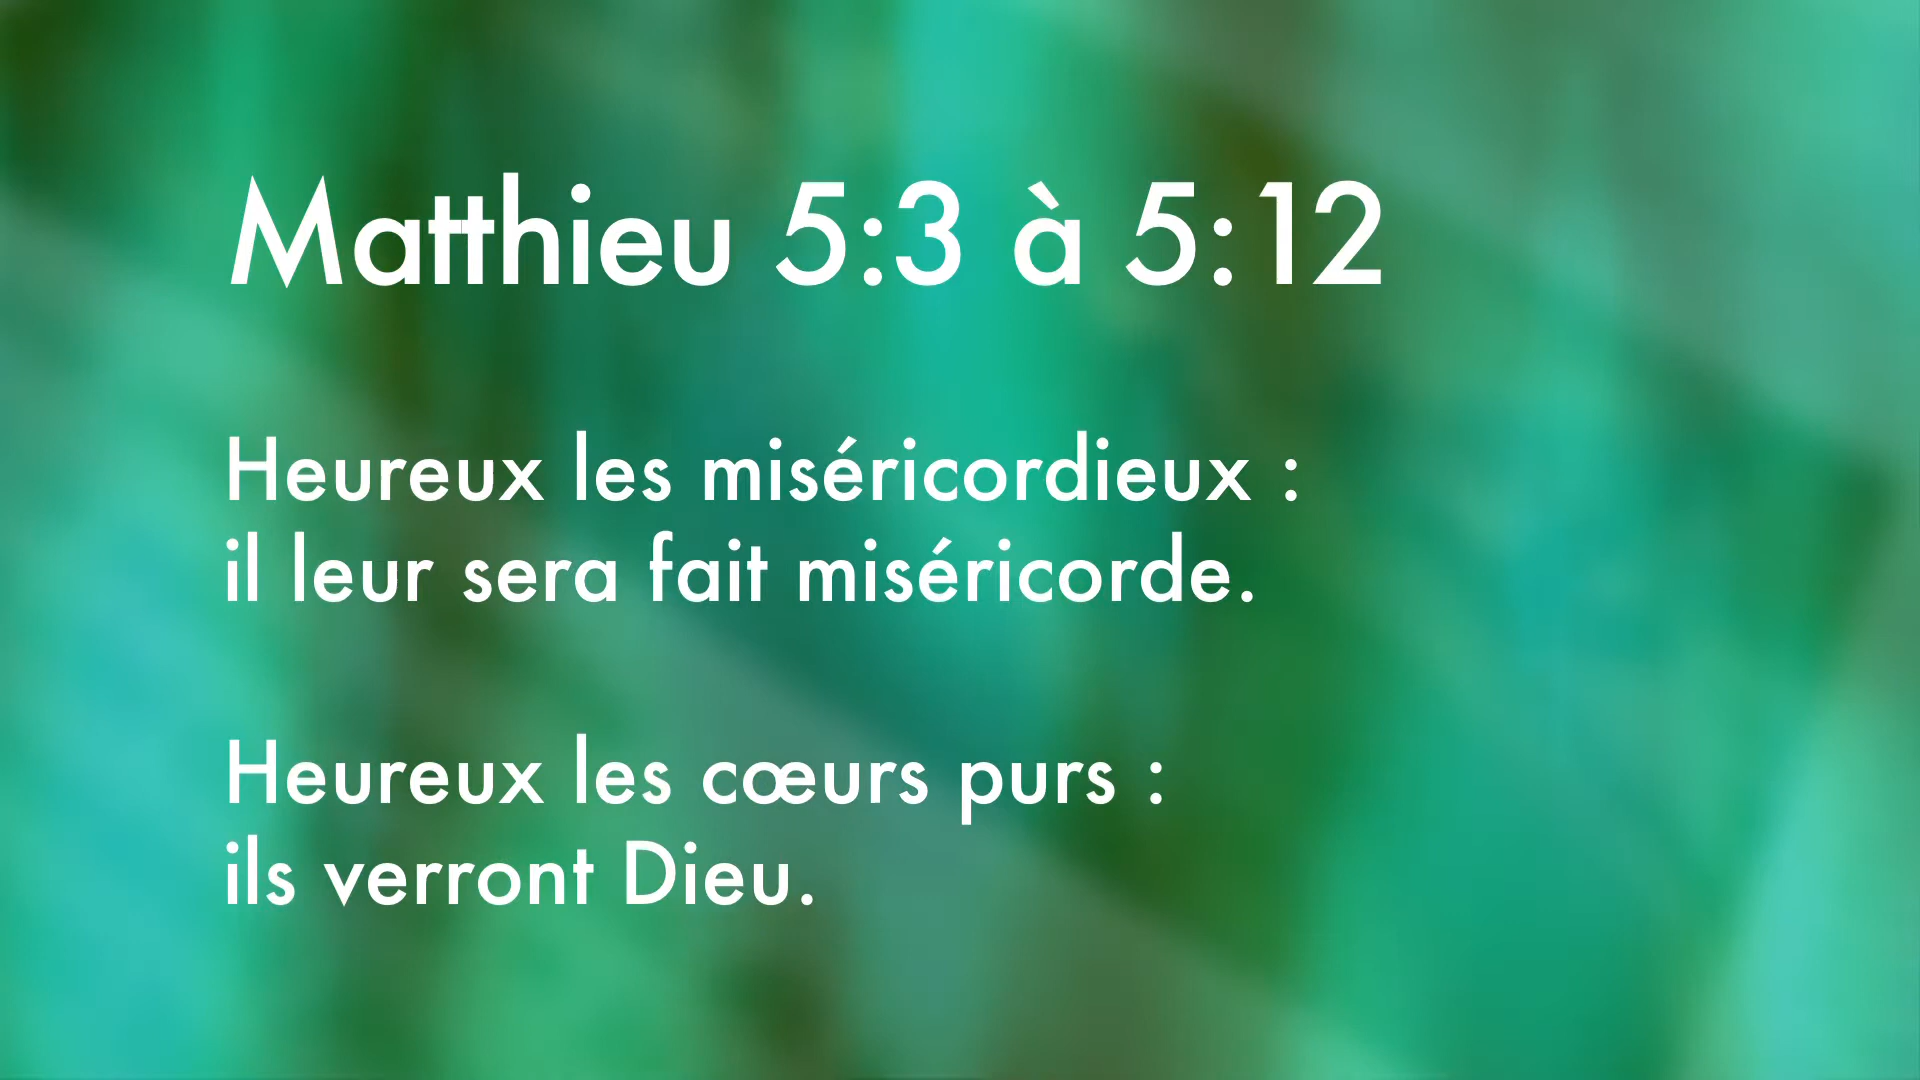 Matthieu 5:3 à 5:12
Heureux les miséricordieux :
il leur sera fait miséricorde.
Heureux les cœurs purs :
ils verront Dieu.